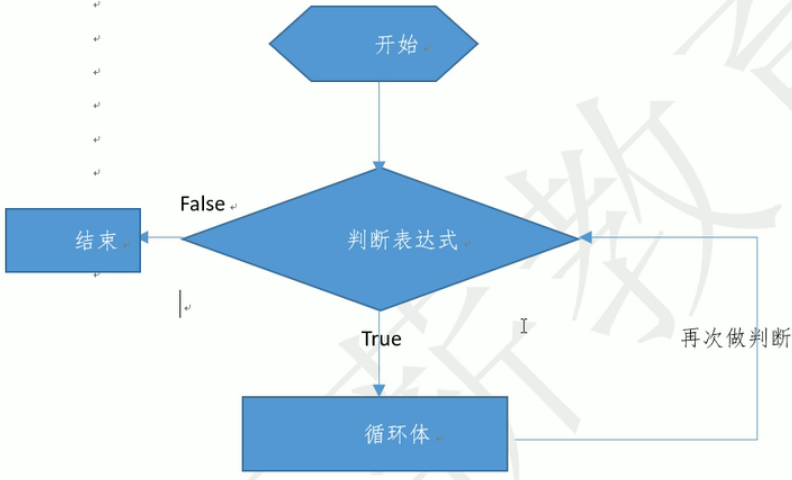 开始
False
结束
判断表达式
True
再次做判断
循环体